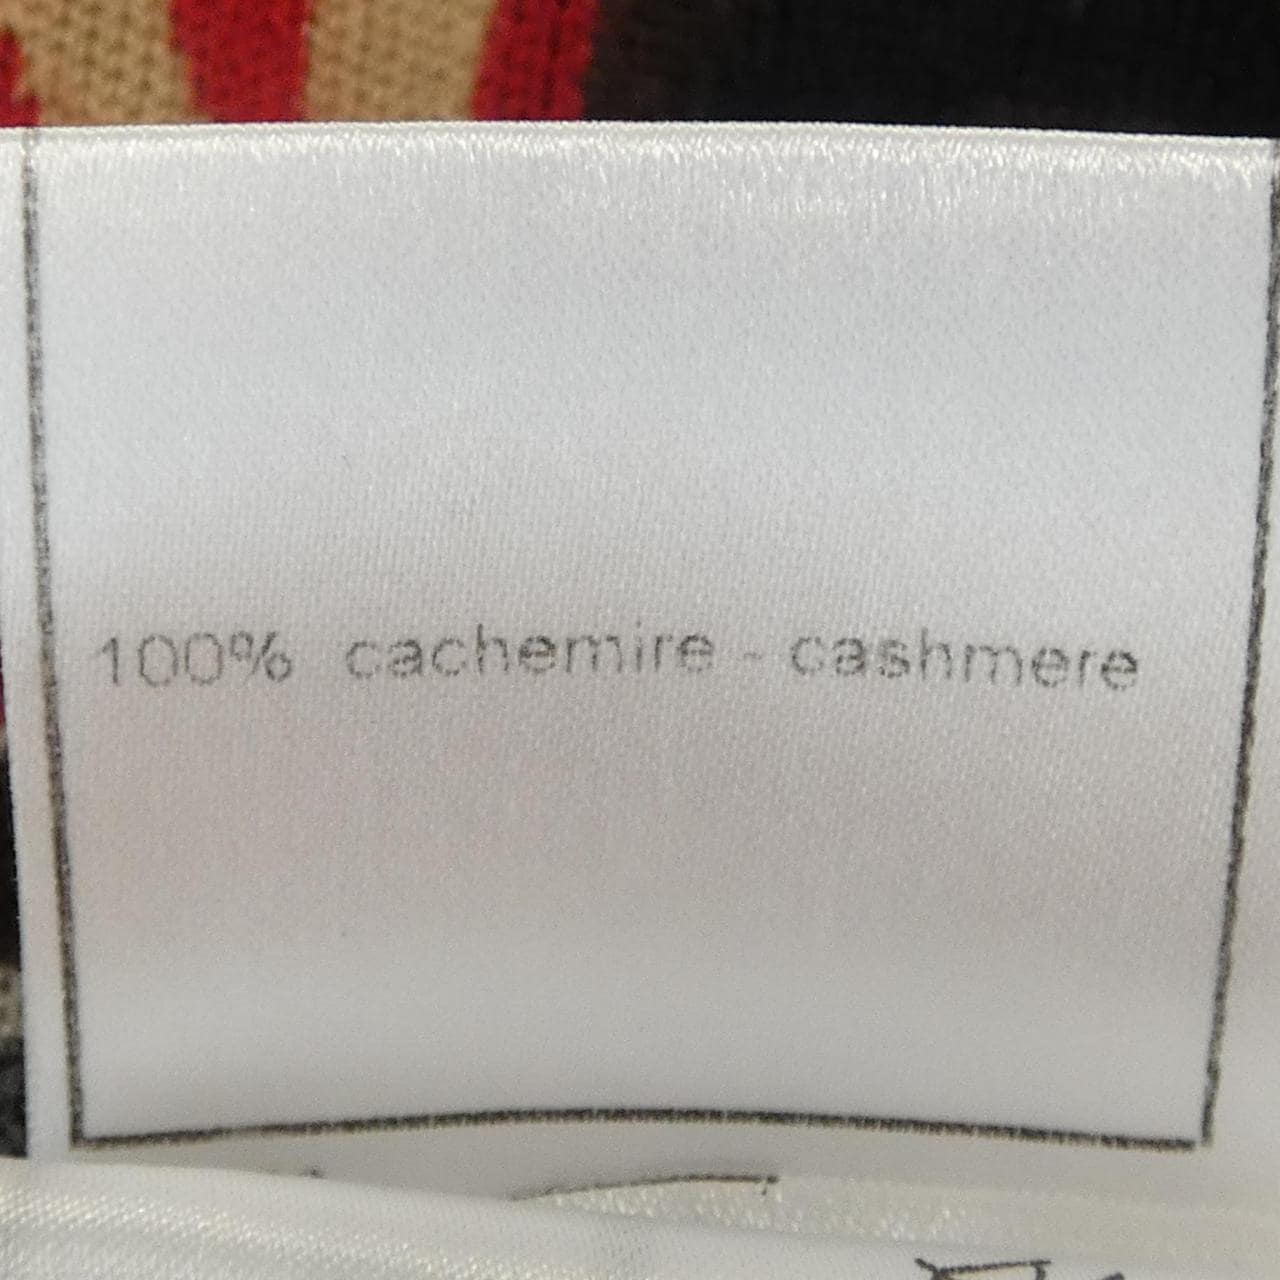 100% cachemire - cashmere